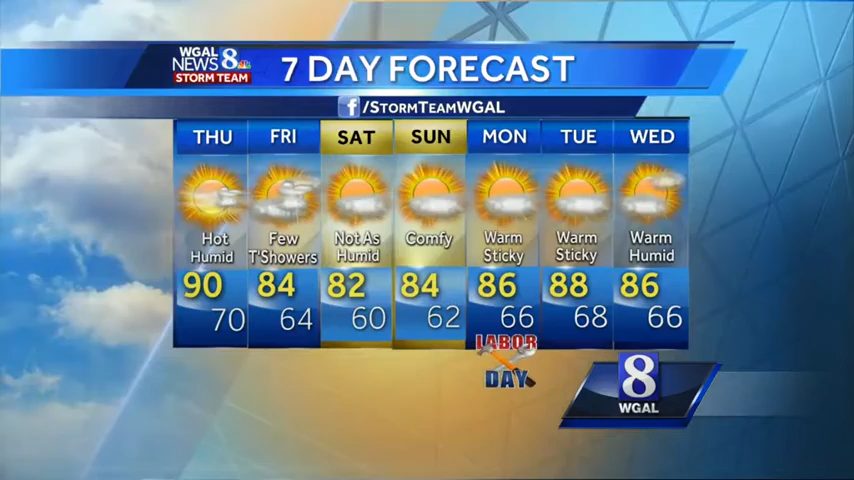 WGAL
NEWS 8
STORM TEAM
7 DAY FORECAST
f /STORMTEAMWGAL
THU FRI SAT SUN MON TUE WED
Hot Humid Few T'Showers Not As Humid Comfy Warm Sticky Warm Sticky Warm Humid
90 84 82 84 86 88 86
70 64 60 62 66 68 66
LABOR
DAY
8
WGAL